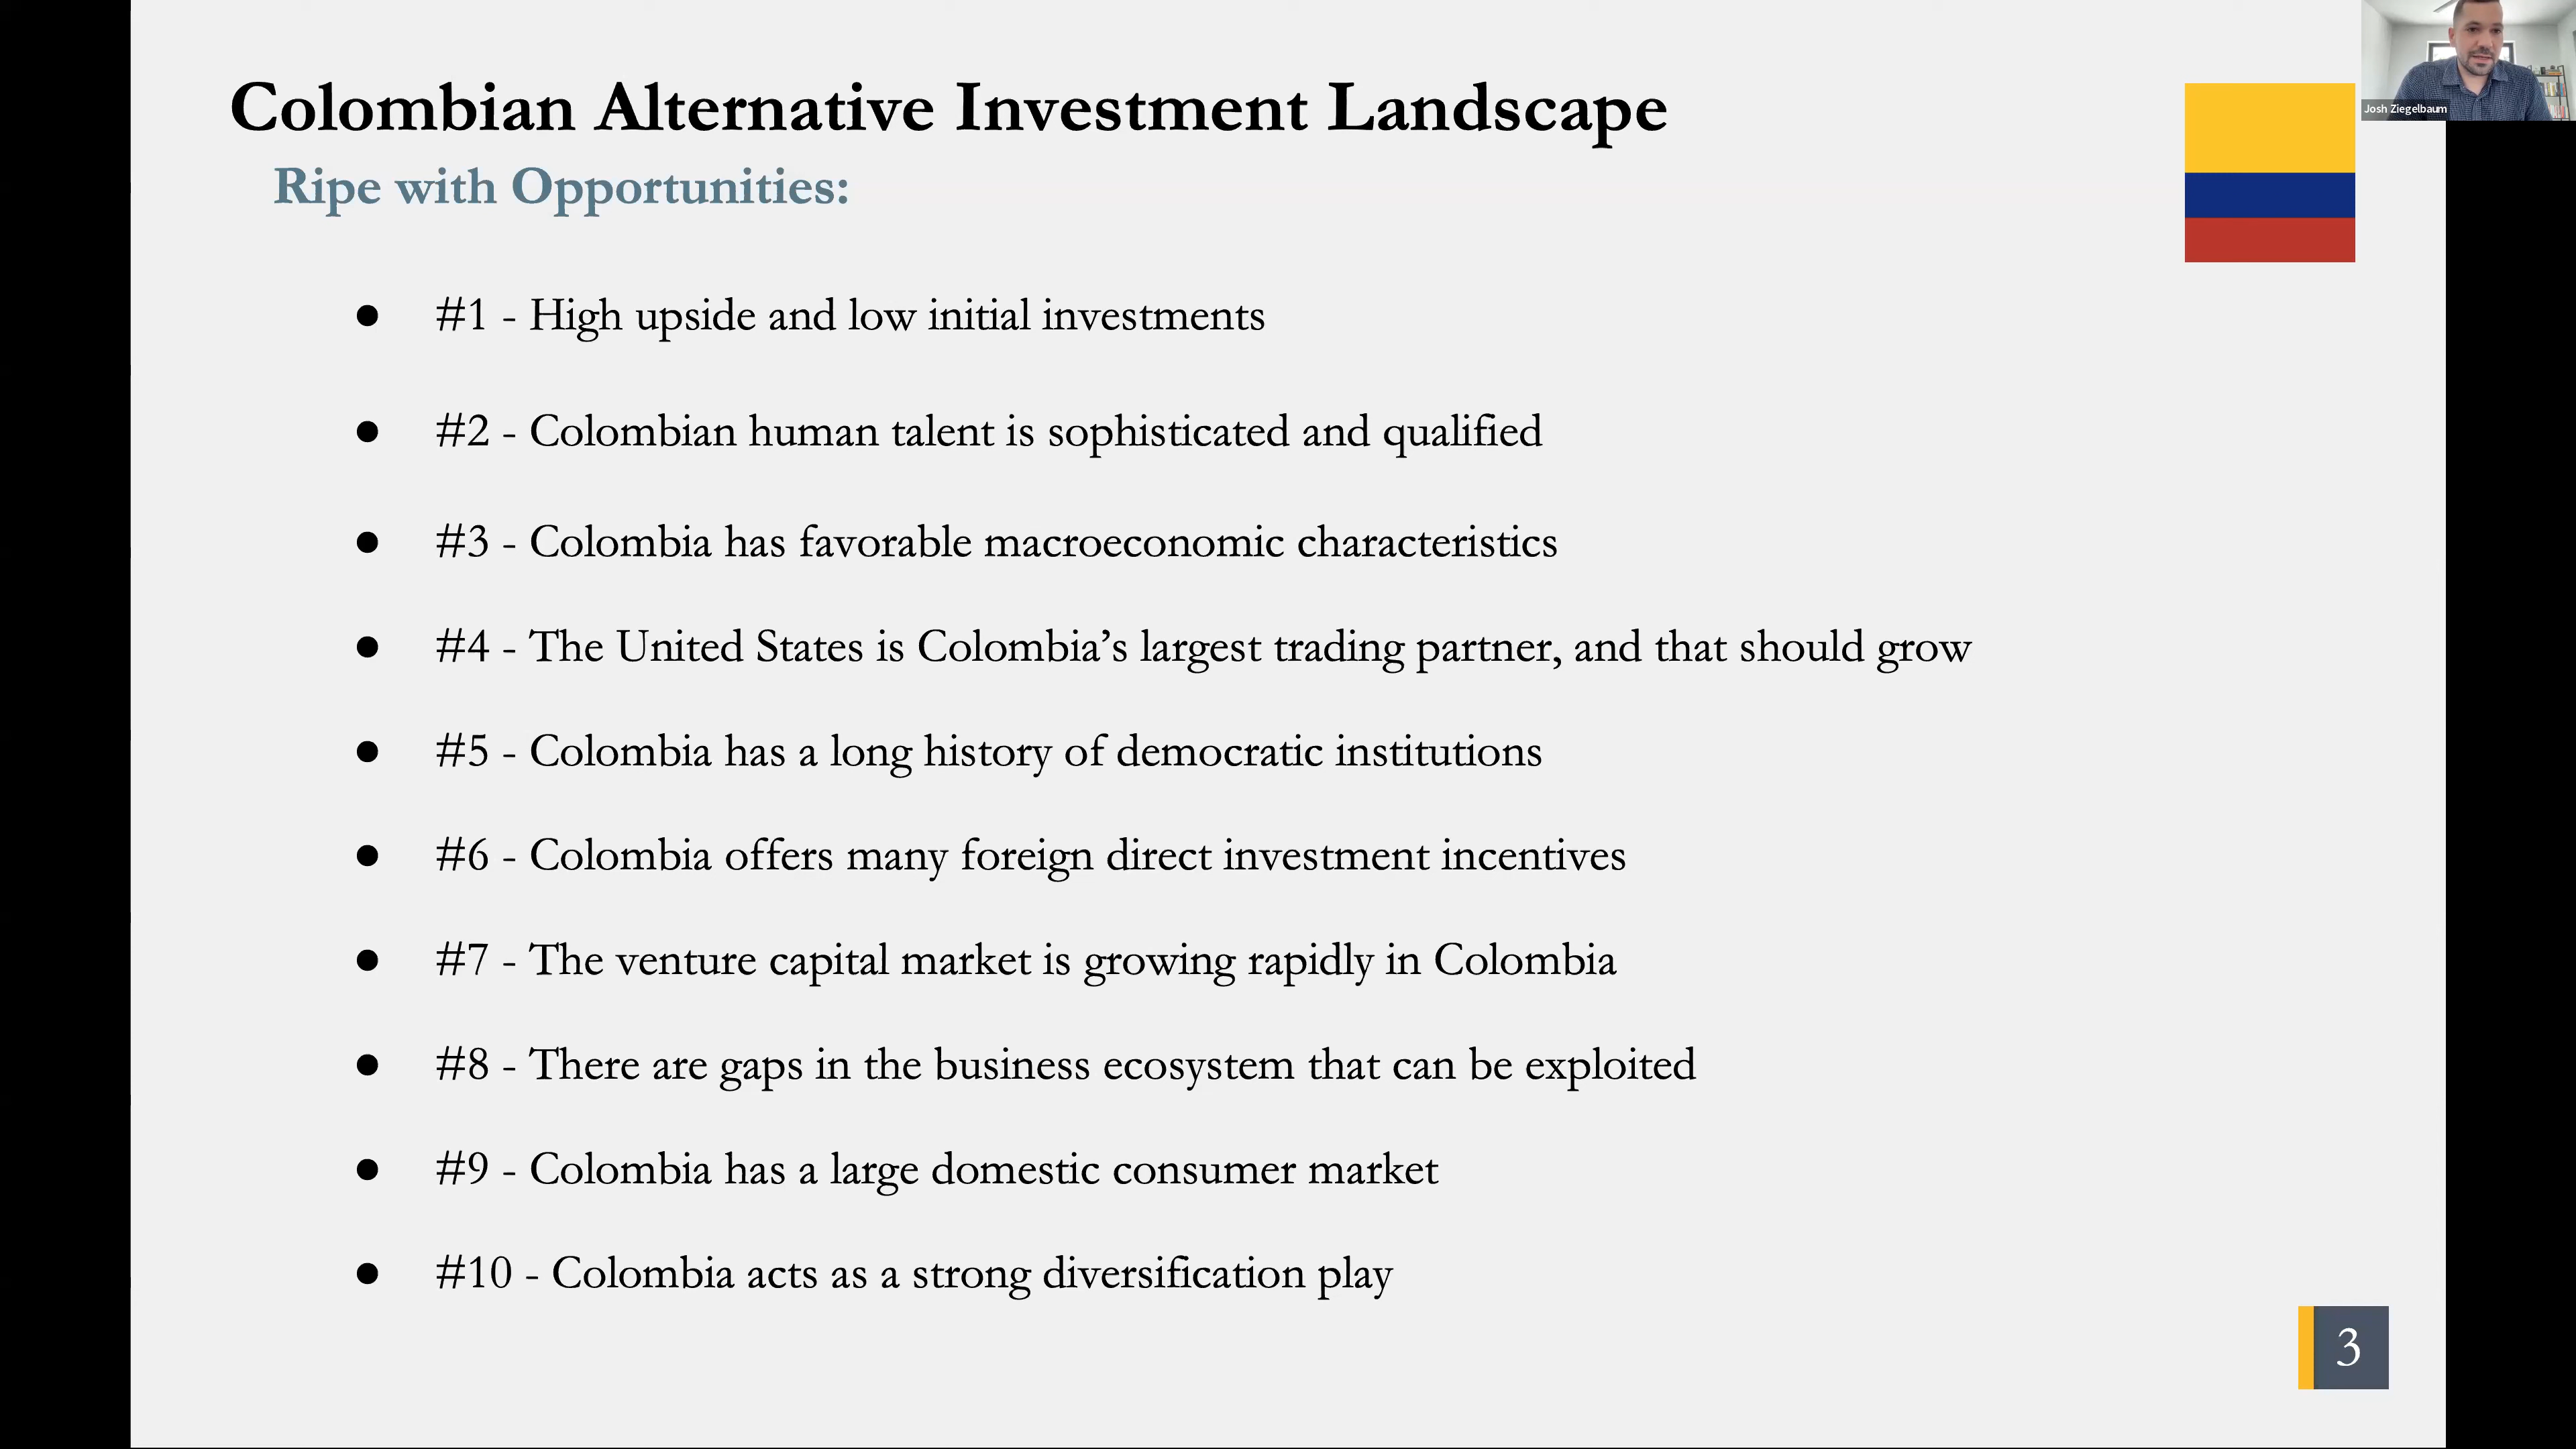 Colombian Alternative Investment Landscape
Josh Ziegelbaum
Ripe with Opportunities:
● #1 - High upside and low initial investments
● #2 - Colombian human talent is sophisticated and qualified
● #3 - Colombia has favorable macroeconomic characteristics
● #4 - The United States is Colombia’s largest trading partner, and that should grow
● #5 - Colombia has a long history of democratic institutions
● #6 - Colombia offers many foreign direct investment incentives
● #7 - The venture capital market is growing rapidly in Colombia
● #8 - There are gaps in the business ecosystem that can be exploited
● #9 - Colombia has a large domestic consumer market
● #10 - Colombia acts as a strong diversification play
3